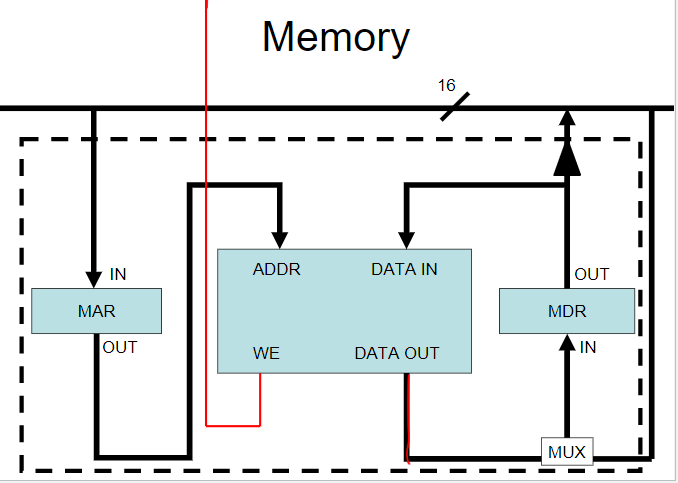 Memory
16
IN
ADDR
DATA IN
OUT
MAR
MDR
OUT
WE
DATA OUT
IN
MUX